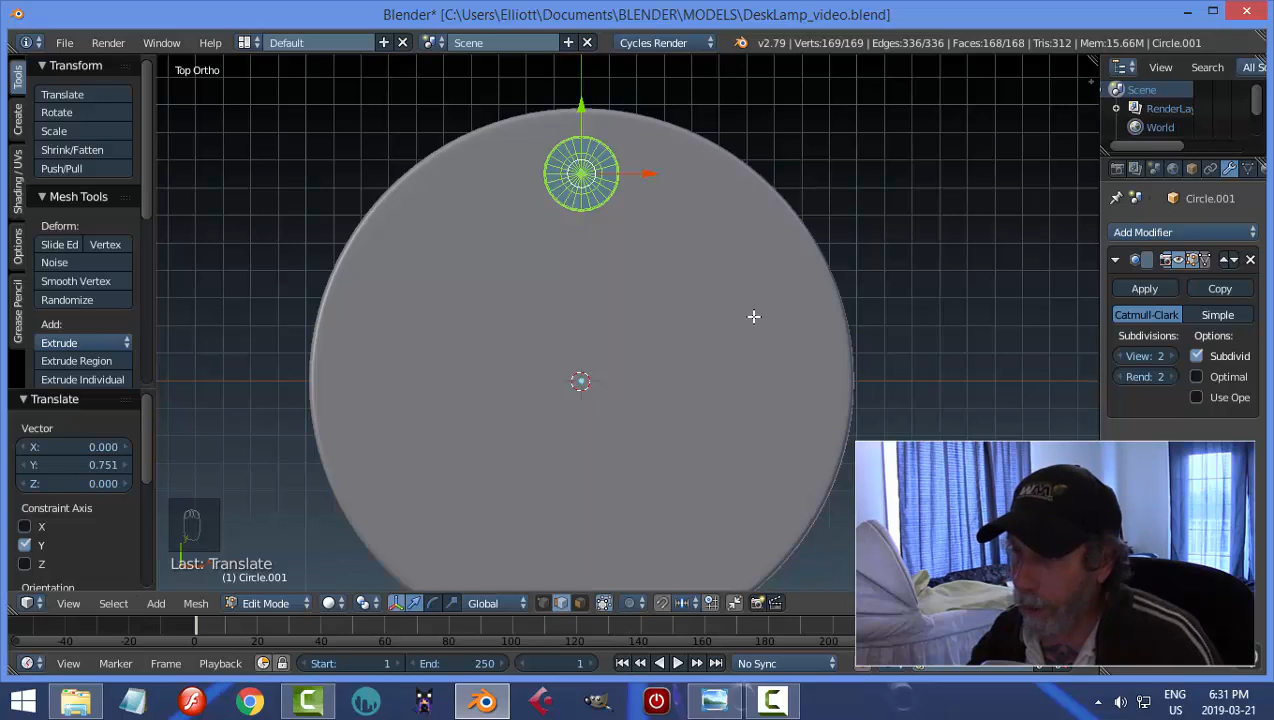 Blender* [C:\Users\Elliott\Documents\BLENDER\MODELS\DeskLamp_video.blend]
File Render Window Help Default Scene Cycles Render v2.79 | Verts:169/169 | Edges:336/336 | Faces:168/168 | Tris:312 | Mem:15.66M | Circle.001
Tools
Create
Shading / UVs
Options
Grease Pencil
Transform
Translate
Rotate
Scale
Shrink/Fatten
Push/Pull
Mesh Tools
Deform:
Slide Ed Vertex
Noise
Smooth Vertex
Randomize
Add:
Extrude
Extrude Region
Extrude Individual
Translate
Vector
X: 0.000
Y: 0.751
Z: 0.000
Constraint Axis
X
Y
Z
Orientation
Top Ortho
Last: Translate
(1) Circle.001
View Search All Sc
Scene
RenderLay
World
Circle.001
Add Modifier
Apply Copy
Catmull-Clark Simple
Subdivisions: Options:
View: 2 Subdivid
Rend: 2 Optimal
Use Ope
View Select Add Mesh Edit Mode Global
-40 -20 0 20 40 60 80 100 120 140 160 180 200
View Marker Frame Playback Start: 1 End: 250 1 No Sync
ENG 6:31 PM
US 2019-03-21